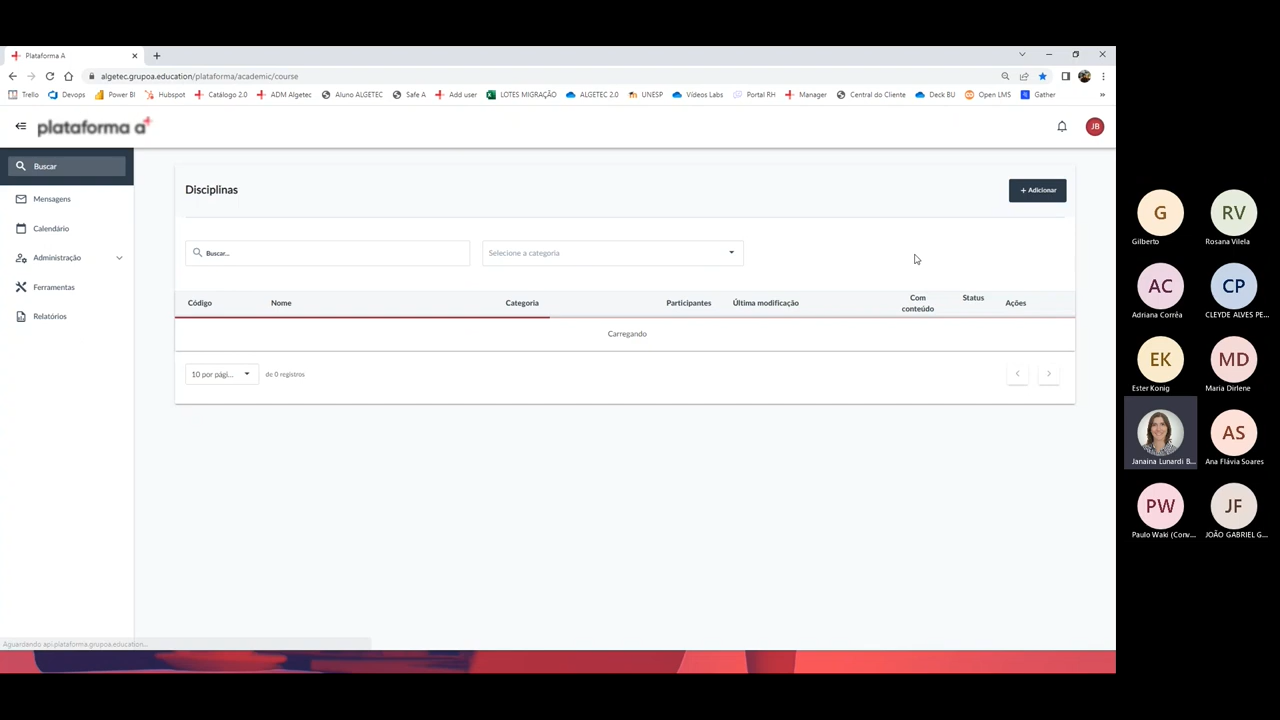 Plataforma A
algetec.grupoa.education/plataforma/academic/course
Trello Devops Power BI Hubspot Catálogo 2.0 ADM Algetec Aluno ALGETEC Safe A Add user LOTES MIGRAÇÃO ALGETEC 2.0 UNESP Vídeos Labs Portal RH Manager Central do Cliente Deck BU Open LMS Gather
plataforma a
JB
Buscar
Mensagens
Calendário
Administração
Ferramentas
Relatórios
Disciplinas
+ Adicionar
Buscar...
Selecione a categoria
Código Nome Categoria Participantes Última modificação Com conteúdo Status Ações
Carregando
10 por pági... de 0 registros
Aguardando api.plataforma.grupoa.education...
G RV
Gilberto Rosana Vilela
AC CP
Adriana Corrêa CLEYDE ALVES PE...
EK MD
Ester Konig Maria Dirlene
AS
Janaina Lunardi B... Ana Flávia Soares
PW JF
Paulo Waki (Conv... JOÃO GABRIEL G...